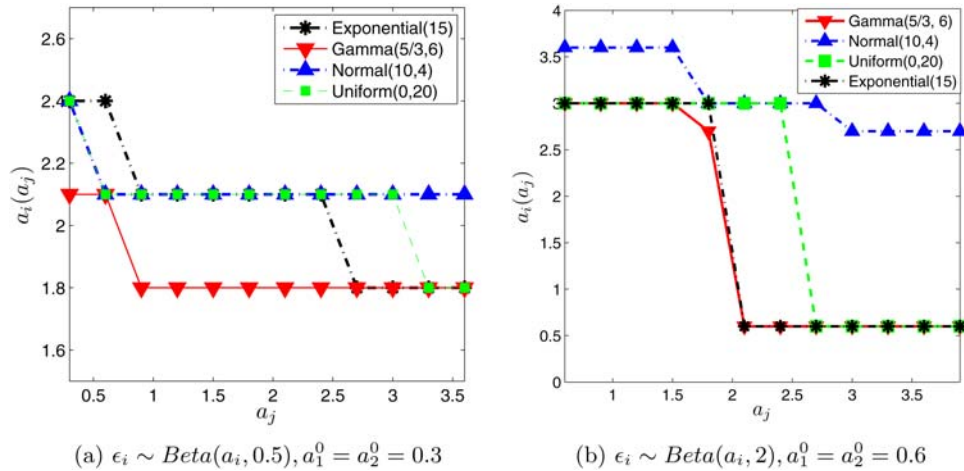 2.6
2.4
2.2
2
1.8
1.6
0.5 1 1.5 2 2.5 3 3.5
a_i(a_j)
a_j
Exponential(15)
Gamma(5/3,6)
Normal(10,4)
Uniform(0,20)
(a) ϵ_i ∼ Beta(a_i, 0.5), a_1^0 = a_2^0 = 0.3
4
3.5
3
2.5
2
1.5
1
0.5
0
1 1.5 2 2.5 3 3.5
a_i(a_j)
a_j
Gamma(5/3, 6)
Normal(10,4)
Uniform(0,20)
Exponential(15)
(b) ϵ_i ∼ Beta(a_i, 2), a_1^0 = a_2^0 = 0.6